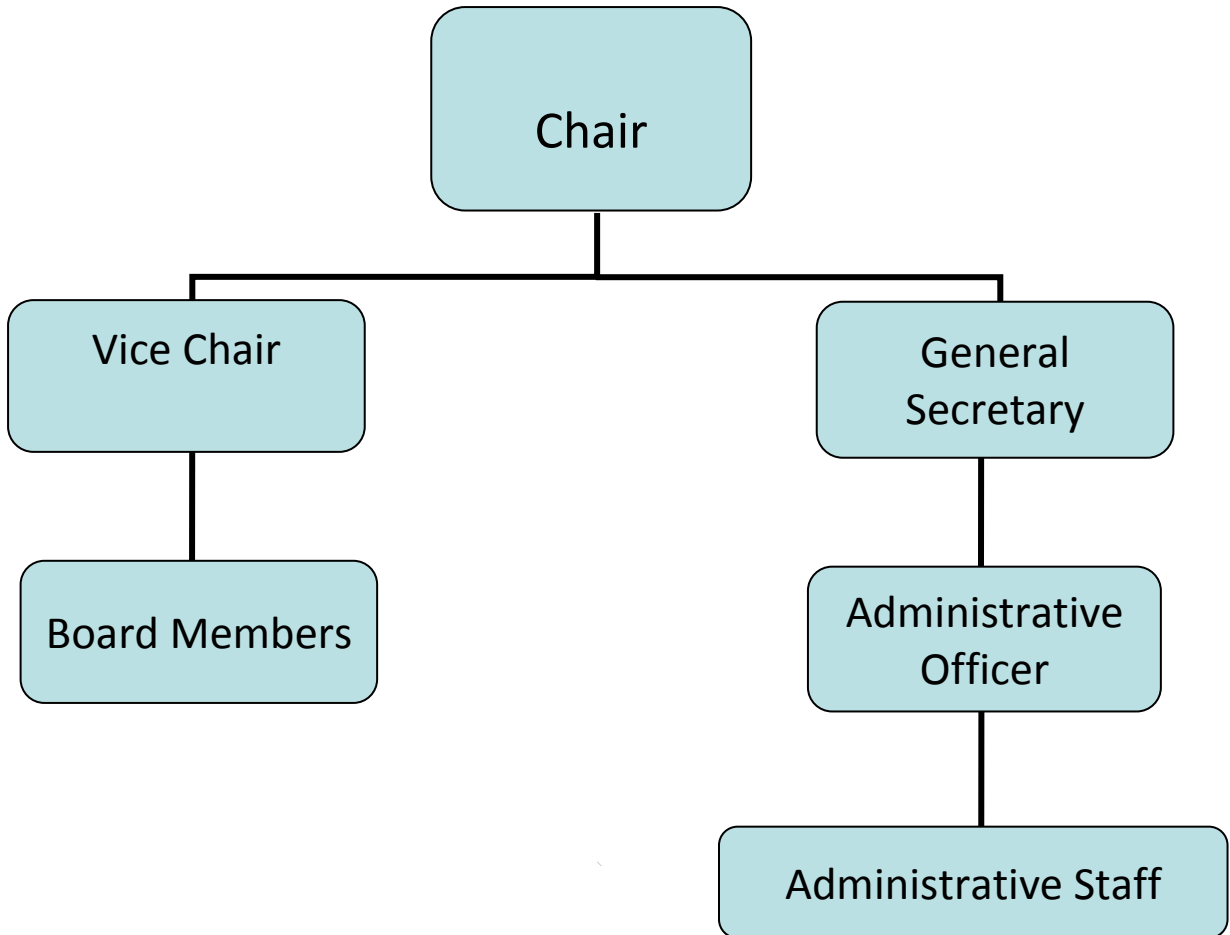 Chair
Vice Chair
General
Secretary
Board Members
Administrative
Officer
Administrative Staff